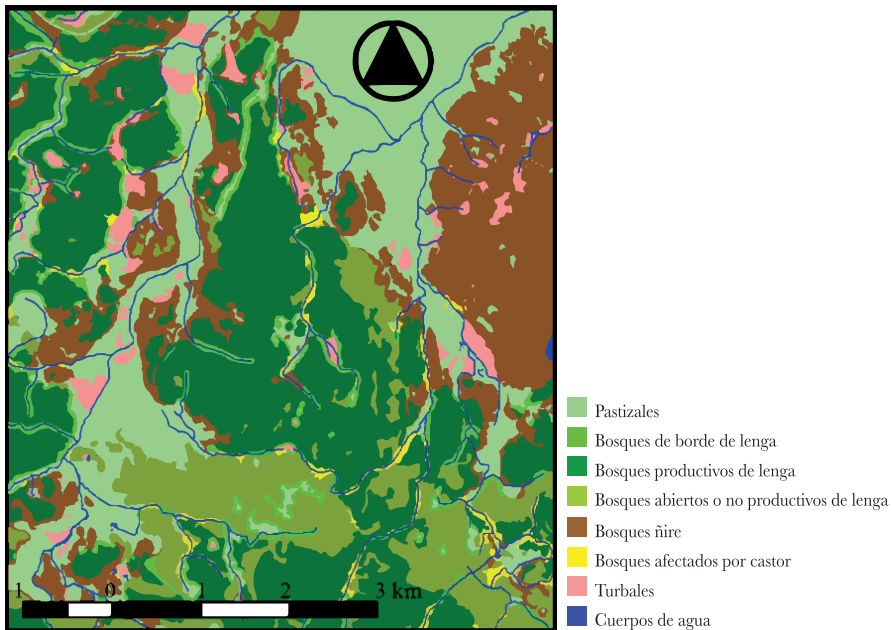 Pastizales
Bosques de borde de lenga
Bosques productivos de lenga
Bosques abiertos o no productivos de lenga
Bosques ñire
Bosques afectados por castor
Turbales
Cuerpos de agua
1 0 1 2 3 km